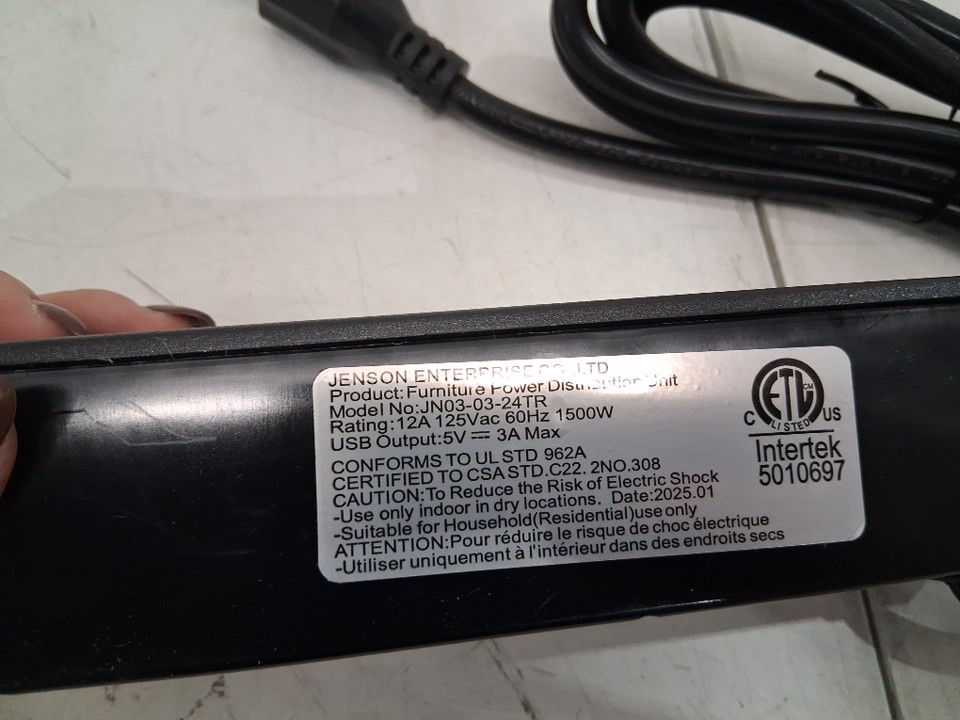 JENSON ENTERPRISE CO.,LTD
Product:Furniture Power Distribution Unit
Model No:JN03-03-24TR
Rating:12A 125Vac 60Hz 1500W
USB Output:5V ⎓ 3A Max
CONFORMS TO UL STD 962A
CERTIFIED TO CSA STD.C22. 2NO.308
CAUTION:To Reduce the Risk of Electric Shock
-Use only indoor in dry locations. Date:2025.01
-Suitable for Household(Residential)use only
ATTENTION:Pour réduire le risque de choc électrique
-Utiliser uniquement à l'intérieur dans des endroits secs
ETL CM
LISTED
C US
Intertek
5010697